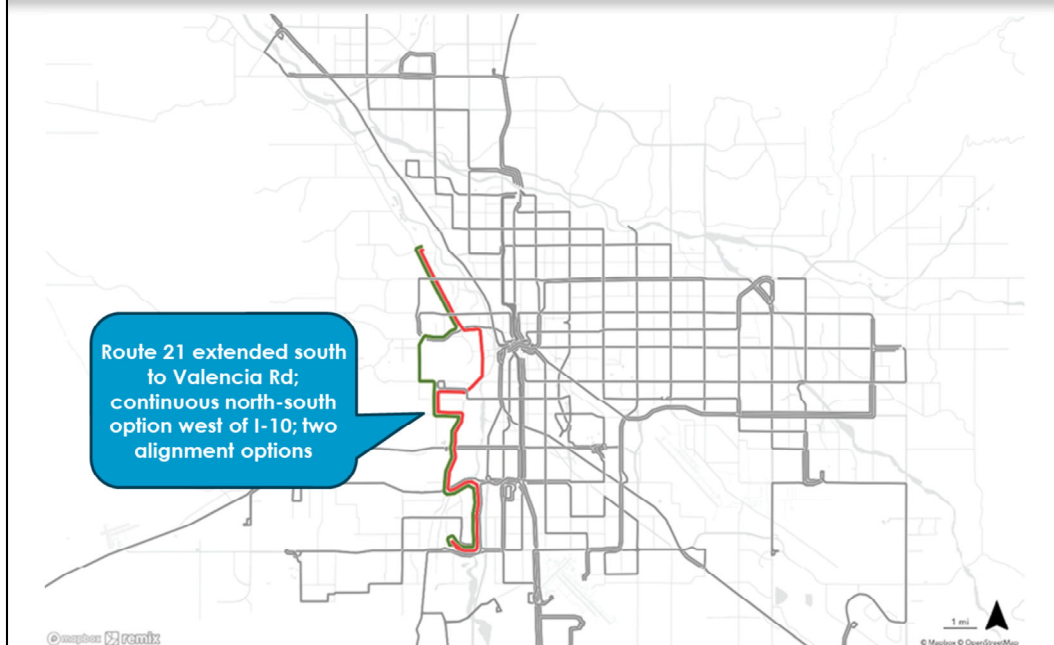 Route 21 extended south
to Valencia Rd;
continuous north-south
option west of I-10; two
alignment options
1 mi
mapbox remix
© Mapbox © OpenStreetMap